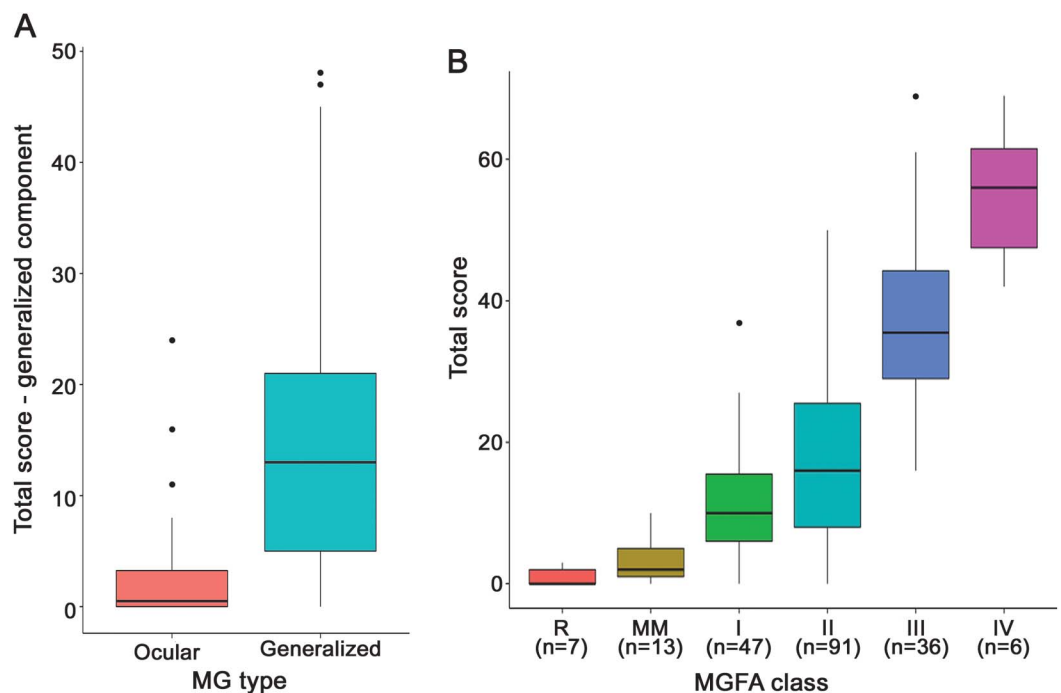 A
Total score - generalized component
50
40
30
20
10
0
Ocular Generalized
MG type
B
Total score
60
40
20
0
R MM I II III IV
(n=7) (n=13) (n=47) (n=91) (n=36) (n=6)
MGFA class